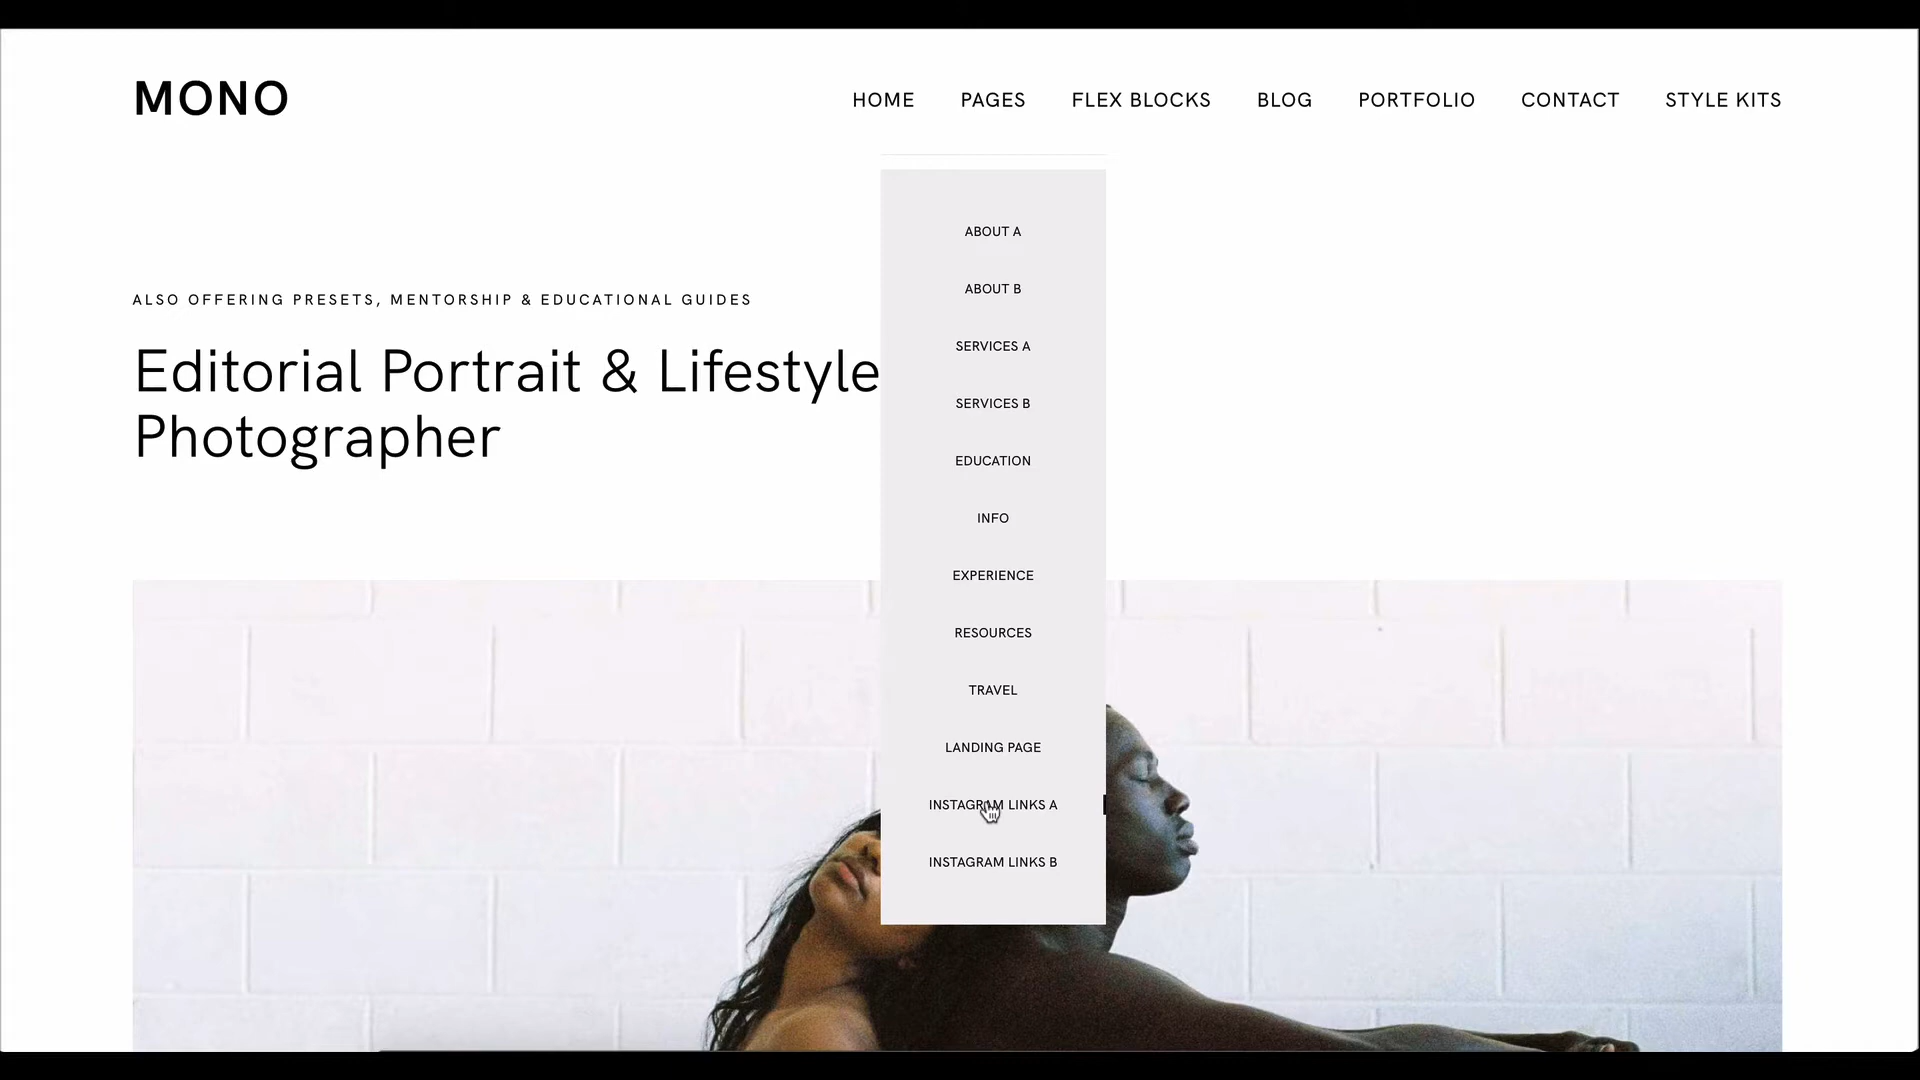 MONO
HOME PAGES FLEX BLOCKS BLOG PORTFOLIO CONTACT STYLE KITS
ABOUT A
ABOUT B
SERVICES A
SERVICES B
EDUCATION
INFO
EXPERIENCE
RESOURCES
TRAVEL
LANDING PAGE
INSTAGRAM LINKS A
INSTAGRAM LINKS B
ALSO OFFERING PRESETS, MENTORSHIP & EDUCATIONAL GUIDES
Editorial Portrait & Lifestyle
Photographer